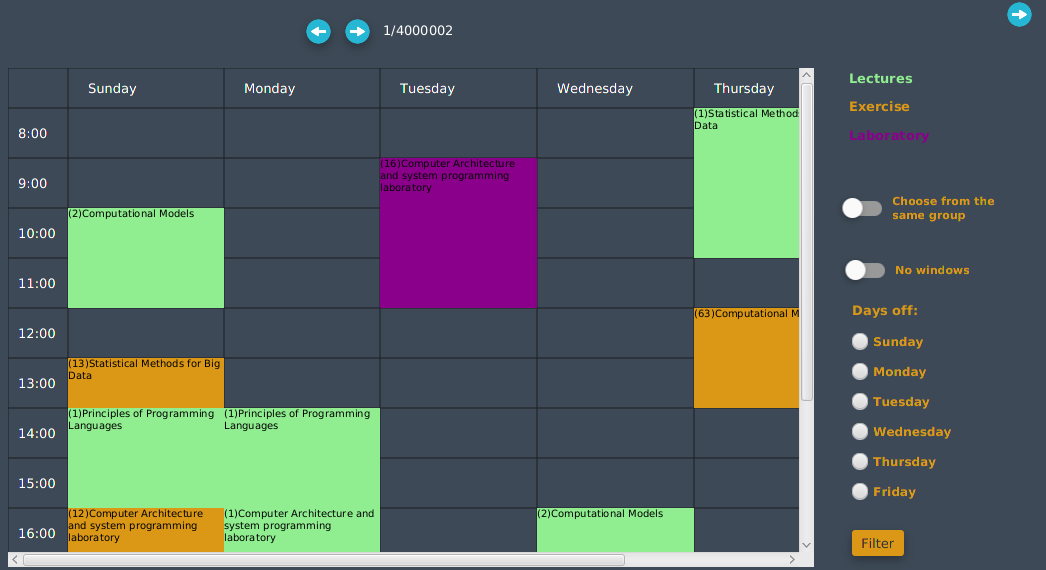 1/4000002
Sunday
Monday
Tuesday
Wednesday
Thursday
8:00
9:00
10:00
11:00
12:00
13:00
14:00
15:00
16:00
(2)Computational Models
(13)Statistical Methods for Big
Data
(1)Principles of Programming
Languages
(12)Computer Architecture
and system programming
laboratory
(1)Principles of Programming
Languages
(1)Computer Architecture and
system programming
laboratory
(16)Computer Architecture
and system programming
laboratory
(2)Computational Models
(1)Statistical Methods
Data
(63)Computational M
Lectures
Exercise
Laboratory
Choose from the
same group
No windows
Days off:
Sunday
Monday
Tuesday
Wednesday
Thursday
Friday
Filter